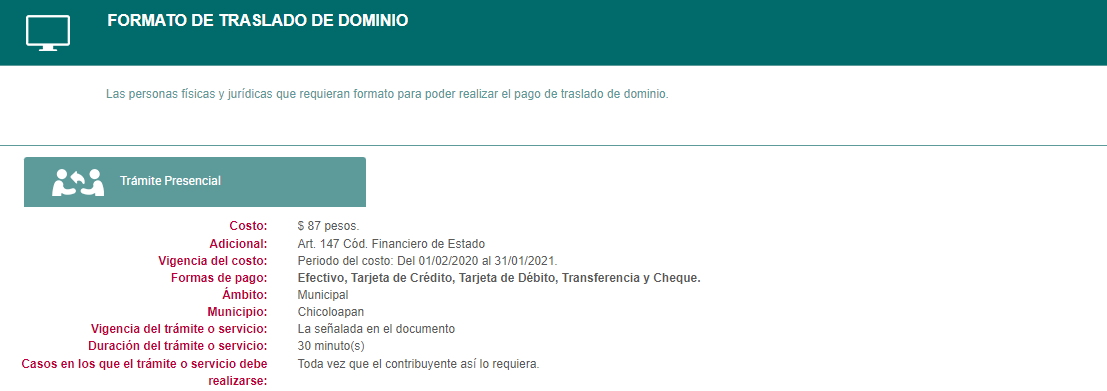 FORMATO DE TRASLADO DE DOMINIO
Las personas físicas y jurídicas que requieran formato para poder realizar el pago de traslado de dominio.
Trámite Presencial
Costo: $ 87 pesos.
Adicional: Art. 147 Cód. Financiero de Estado
Vigencia del costo: Periodo del costo: Del 01/02/2020 al 31/01/2021.
Formas de pago: Efectivo, Tarjeta de Crédito, Tarjeta de Débito, Transferencia y Cheque.
Ámbito: Municipal
Municipio: Chicoloapan
Vigencia del trámite o servicio: La señalada en el documento
Duración del trámite o servicio: 30 minuto(s)
Casos en los que el trámite o servicio debe Toda vez que el contribuyente así lo requiera.
realizarse: